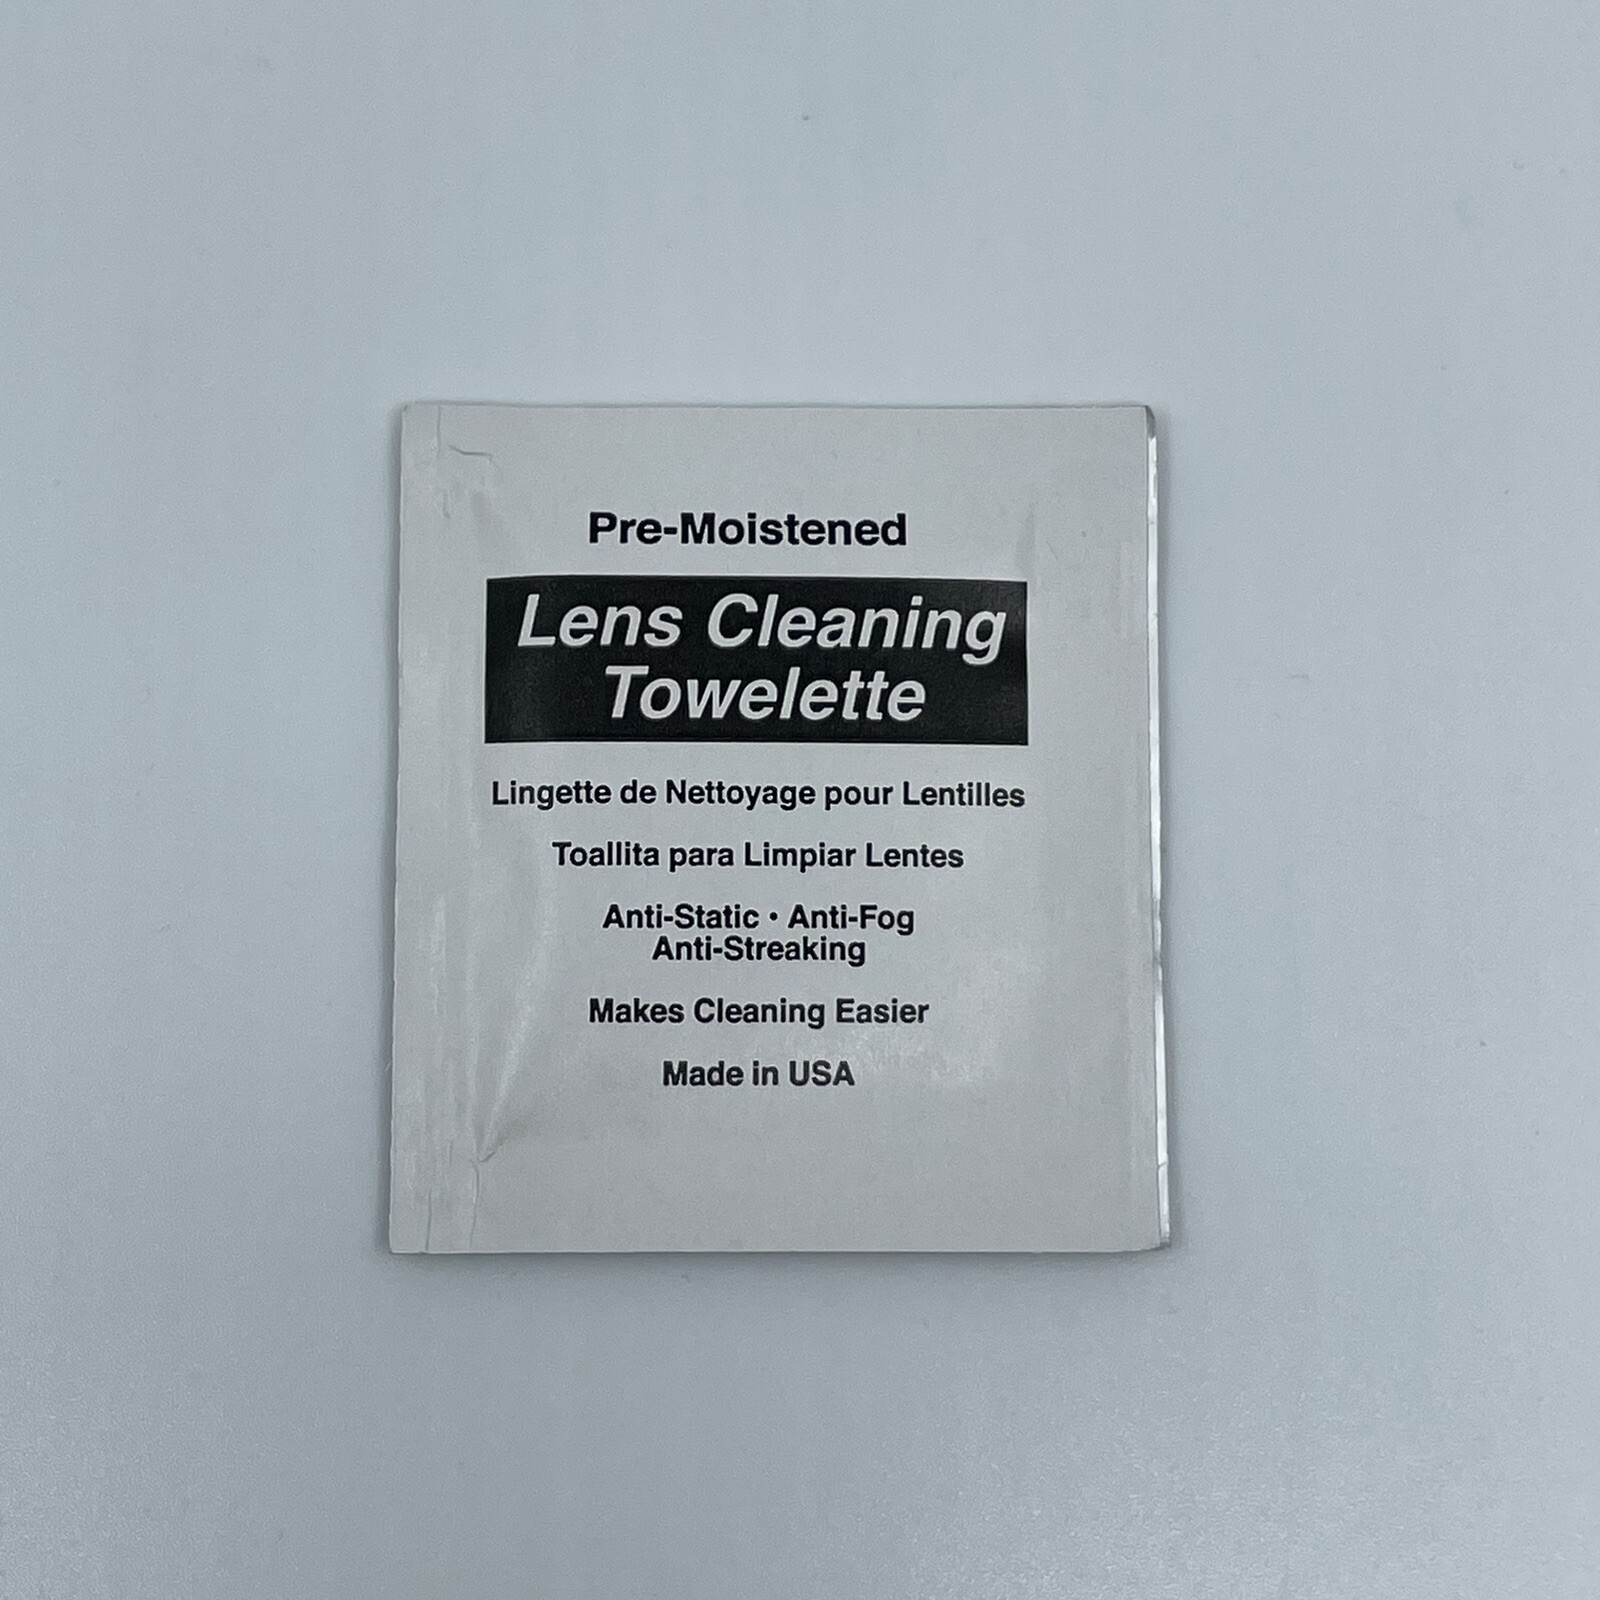 Pre-Moistened
Lens Cleaning
Towelette
Lingette de Nettoyage pour Lentilles
Toallita para Limpiar Lentes
Anti-Static • Anti-Fog
Anti-Streaking
Makes Cleaning Easier
Made in USA